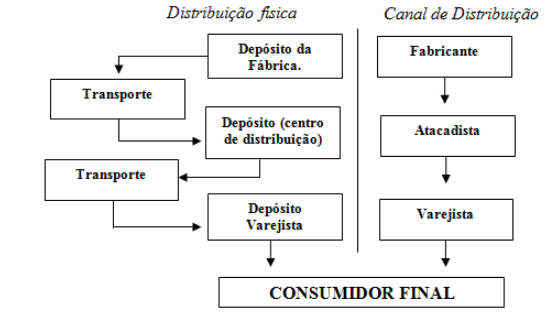 Distribuição física
Canal de Distribuição
Depósito da
Fábrica.
Transporte
Depósito (centro
de distribuição)
Transporte
Depósito
Varejista
Fabricante
Atacadista
Varejista
CONSUMIDOR FINAL